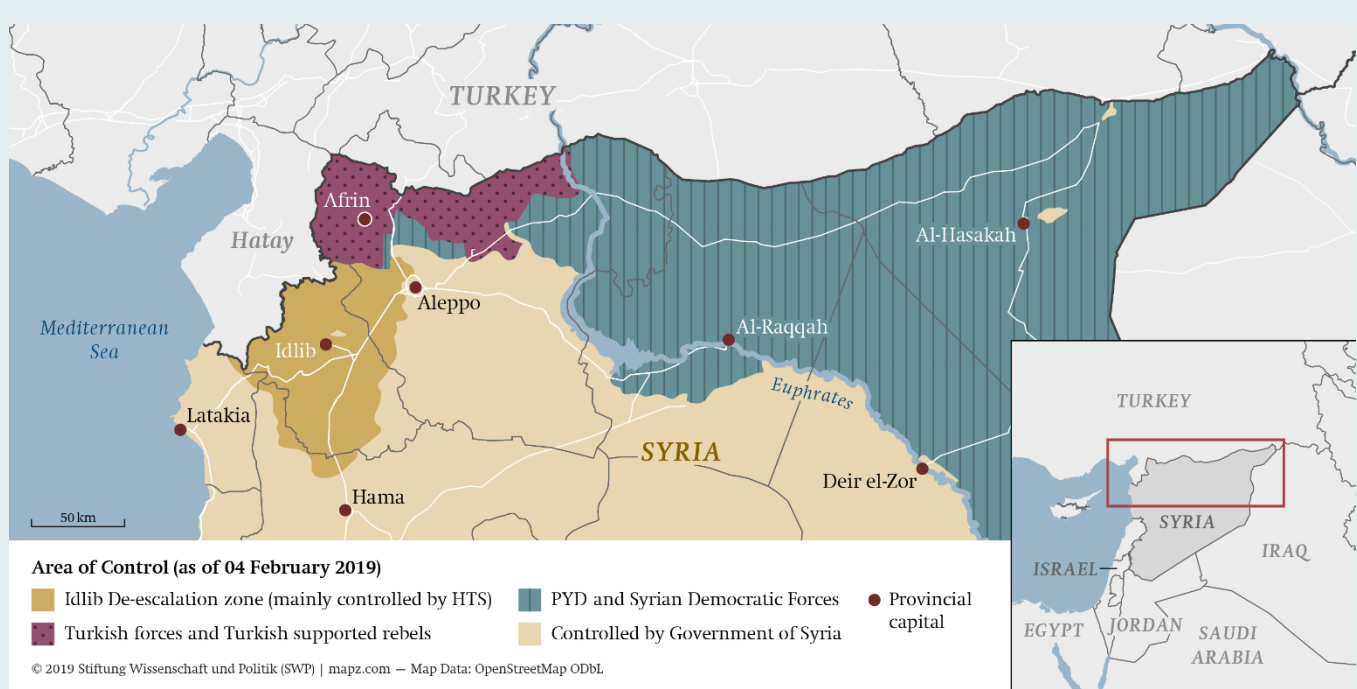 TURKEY
Afrin
Hatay
Al-Hasakah
Aleppo
Mediterranean
Sea
Al-Raqqah
Idlib
Euphrates
Latakia
SYRIA
Deir el-Zor
Hama
50 km
TURKEY
SYRIA
IRAQ
ISRAEL
EGYPT
JORDAN
SAUDI
ARABIA
Area of Control (as of 04 February 2019)
Idlib De-escalation zone (mainly controlled by HTS)
PYD and Syrian Democratic Forces
Provincial
capital
Turkish forces and Turkish supported rebels
Controlled by Government of Syria
© 2019 Stiftung Wissenschaft und Politik (SWP) | mapz.com — Map Data: OpenStreetMap ODbL